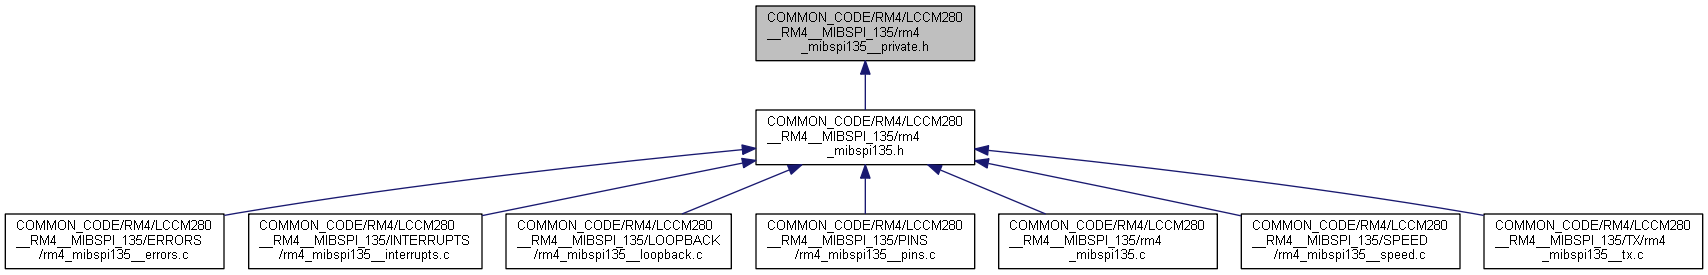 COMMON_CODE/RM4/LCCM280
__RM4__MIBSPI_135/rm4
_mibspi135__private.h
COMMON_CODE/RM4/LCCM280
__RM4__MIBSPI_135/rm4
_mibspi135.h
COMMON_CODE/RM4/LCCM280
__RM4__MIBSPI_135/ERRORS
/rm4_mibspi135__errors.c
COMMON_CODE/RM4/LCCM280
__RM4__MIBSPI_135/INTERRUPTS
/rm4_mibspi135__interrupts.c
COMMON_CODE/RM4/LCCM280
__RM4__MIBSPI_135/LOOPBACK
/rm4_mibspi135__loopback.c
COMMON_CODE/RM4/LCCM280
__RM4__MIBSPI_135/PINS
/rm4_mibspi135__pins.c
COMMON_CODE/RM4/LCCM280
__RM4__MIBSPI_135/rm4
_mibspi135.c
COMMON_CODE/RM4/LCCM280
__RM4__MIBSPI_135/SPEED
/rm4_mibspi135__speed.c
COMMON_CODE/RM4/LCCM280
__RM4__MIBSPI_135/TX/rm4
_mibspi135__tx.c